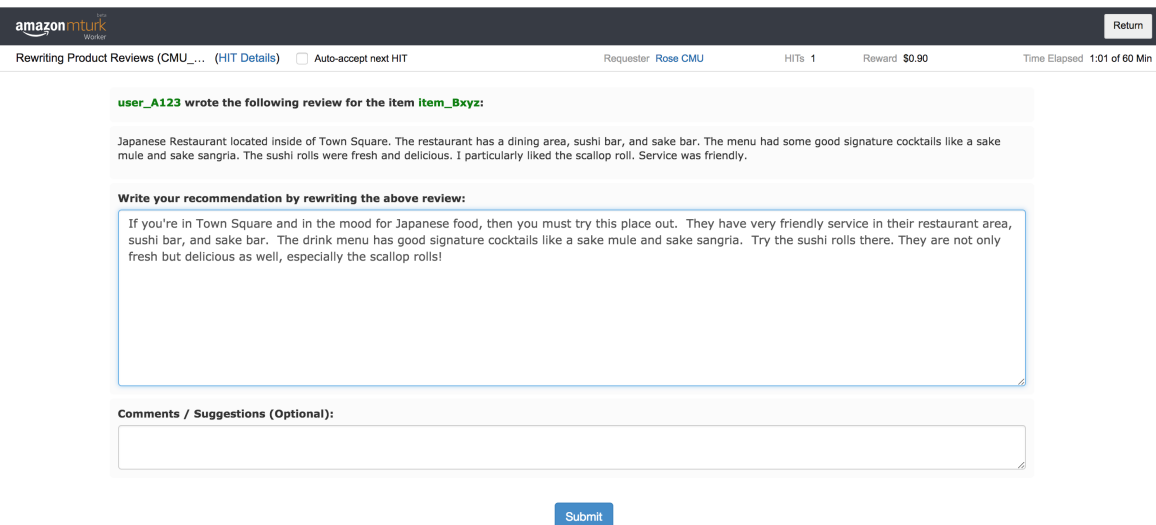 beta
amazonmturk
Worker
Return
Rewriting Product Reviews (CMU_... (HIT Details) Auto-accept next HIT Requester Rose CMU HITs 1 Reward $0.90 Time Elapsed 1:01 of 60 Min
user_A123 wrote the following review for the item item_Bxyz:
Japanese Restaurant located inside of Town Square. The restaurant has a dining area, sushi bar, and sake bar. The menu had some good signature cocktails like a sake
mule and sake sangria. The sushi rolls were fresh and delicious. I particularly liked the scallop roll. Service was friendly.
Write your recommendation by rewriting the above review:
If you're in Town Square and in the mood for Japanese food, then you must try this place out.  They have very friendly service in their restaurant area,
sushi bar, and sake bar.  The drink menu has good signature cocktails like a sake mule and sake sangria.  Try the sushi rolls there. They are not only
fresh but delicious as well, especially the scallop rolls!
Comments / Suggestions (Optional):
Submit